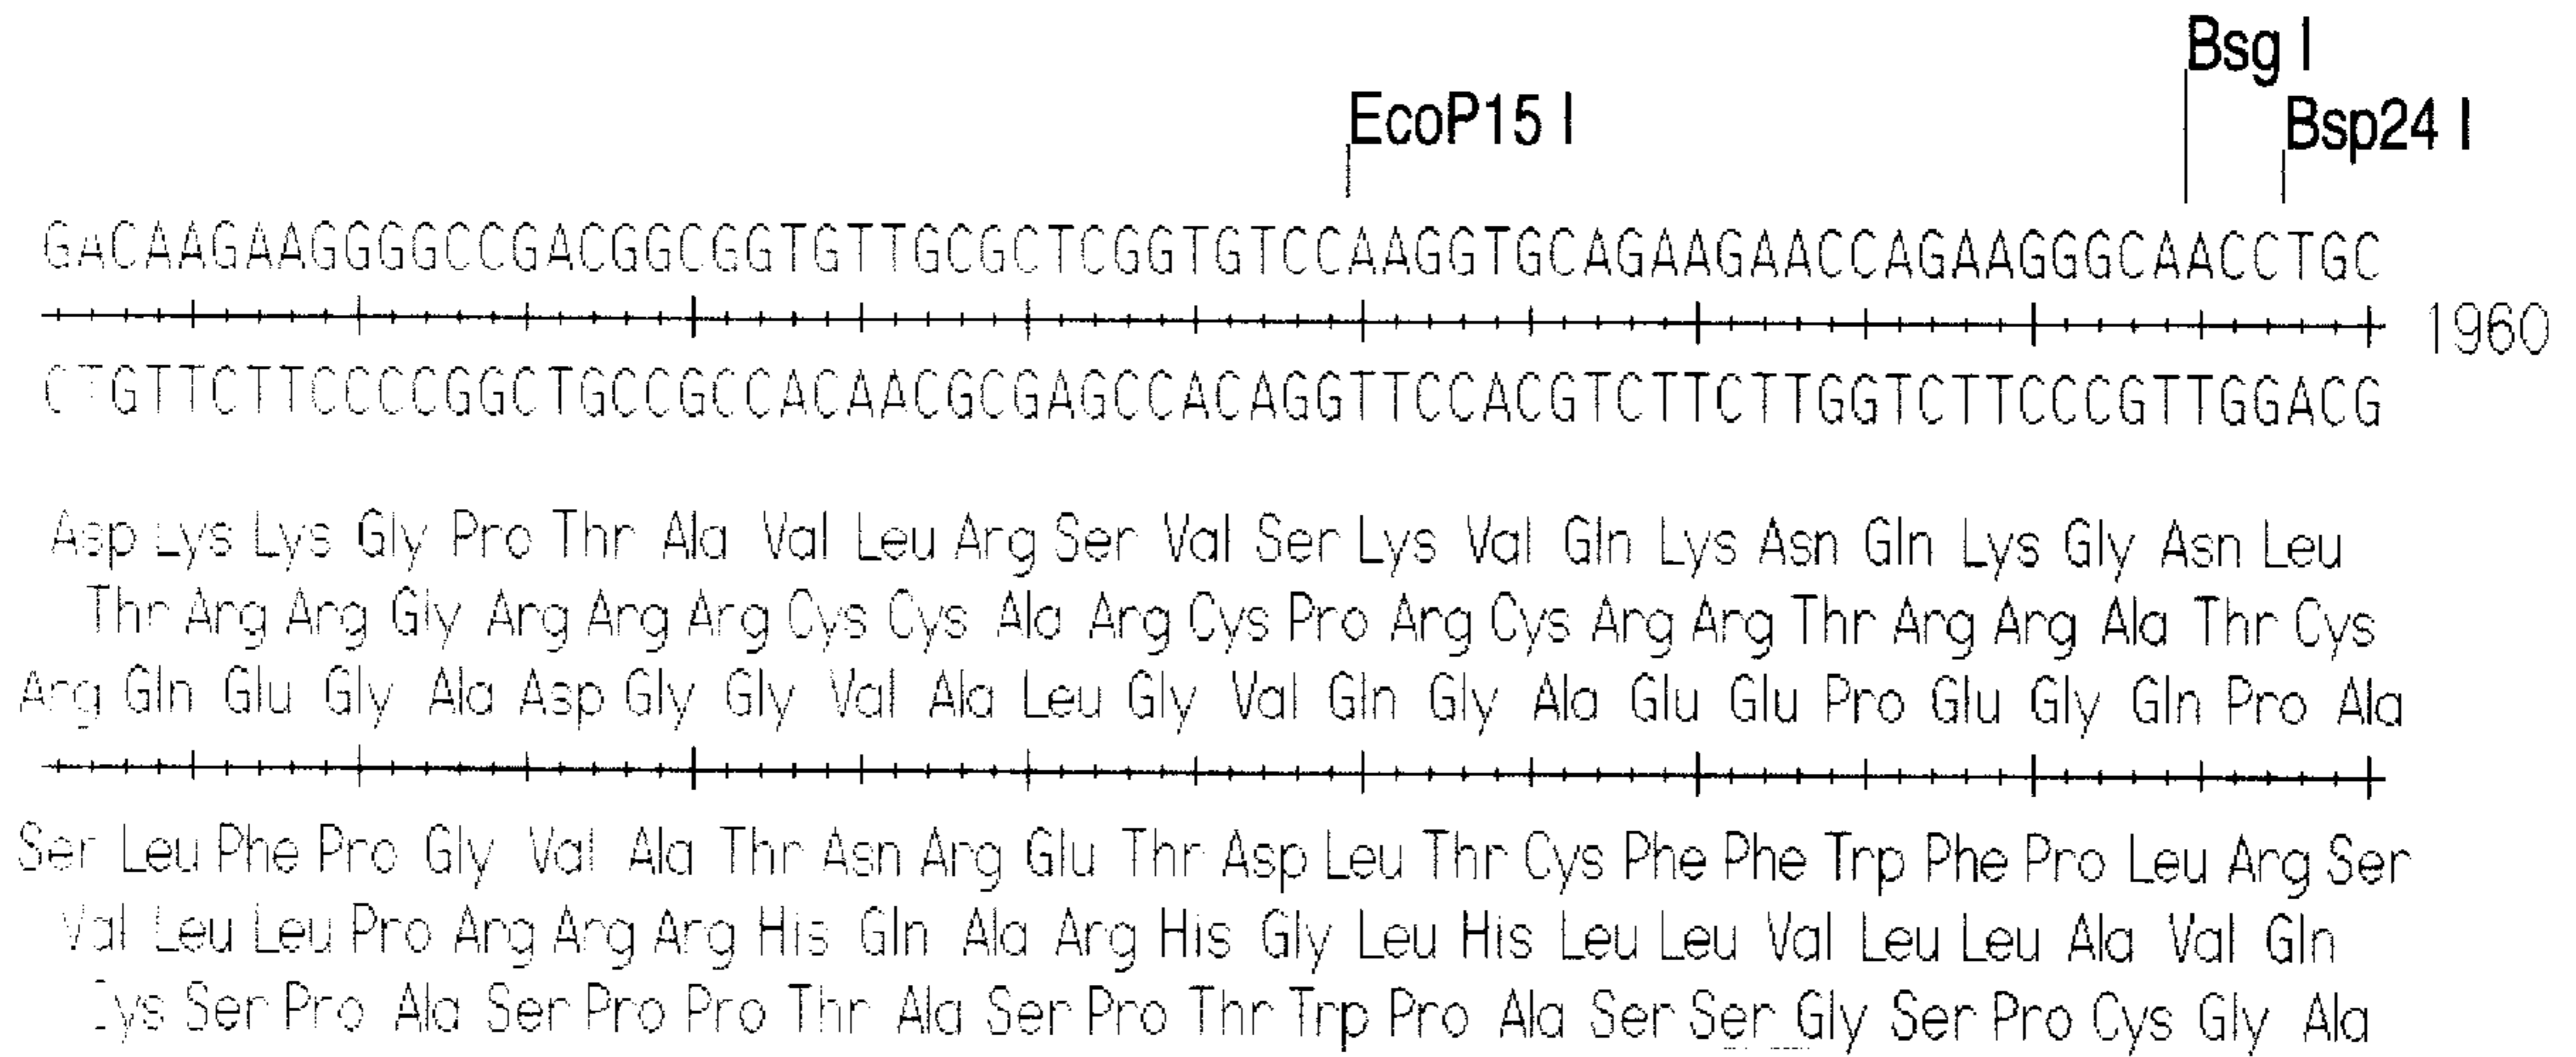 Bsg I
EcoP15 I
Bsp24 I
GACAAGAAGGGGCCGACGGCGGTGTTGCGCTCGGTGTCCAAGGTGCAGAAGAACCAGAAGGGCAACCTGC
1960
CTGTTCTTCCCCGGCTGCCGCCACAACGCGAGCCACAGGTTCCACGTCTTCTTGGTCTTCCCGTTGGACG
Asp Lys Lys Gly Pro Thr Ala Val Leu Arg Ser Val Ser Lys Val Gln Lys Asn Gln Lys Gly Asn Leu
Thr Arg Arg Gly Arg Arg Arg Cys Cys Ala Arg Cys Pro Arg Cys Arg Arg Thr Arg Arg Ala Thr Cys
Arg Gln Glu Gly Ala Asp Gly Gly Val Ala Leu Gly Val Gln Gly Ala Glu Glu Pro Glu Gly Gln Pro Ala
Ser Leu Phe Pro Gly Val Ala Thr Asn Arg Glu Thr Asp Leu Thr Cys Phe Phe Trp Phe Pro Leu Arg Ser
Val Leu Leu Pro Arg Arg Arg His Gln Ala Arg His Gly Leu His Leu Leu Val Leu Leu Ala Val Gln
Cys Ser Pro Ala Ser Pro Pro Thr Ala Ser Pro Thr Trp Pro Ala Ser Ser Gly Ser Pro Cys Gly Ala